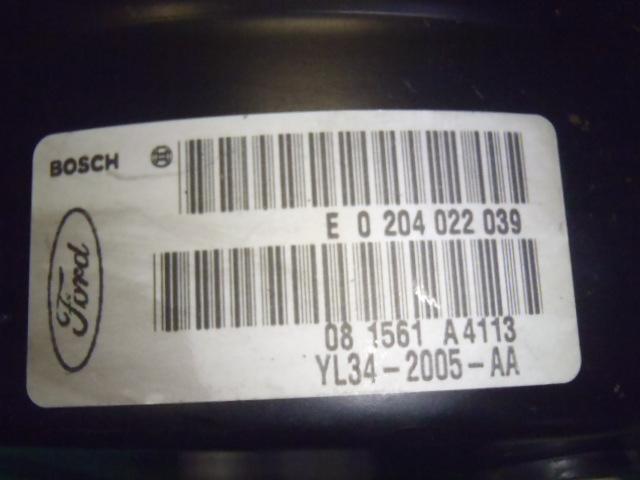 BOSCH
E 0 204 022 039
Ford
08 1561 A4113
YL34-2005-AA